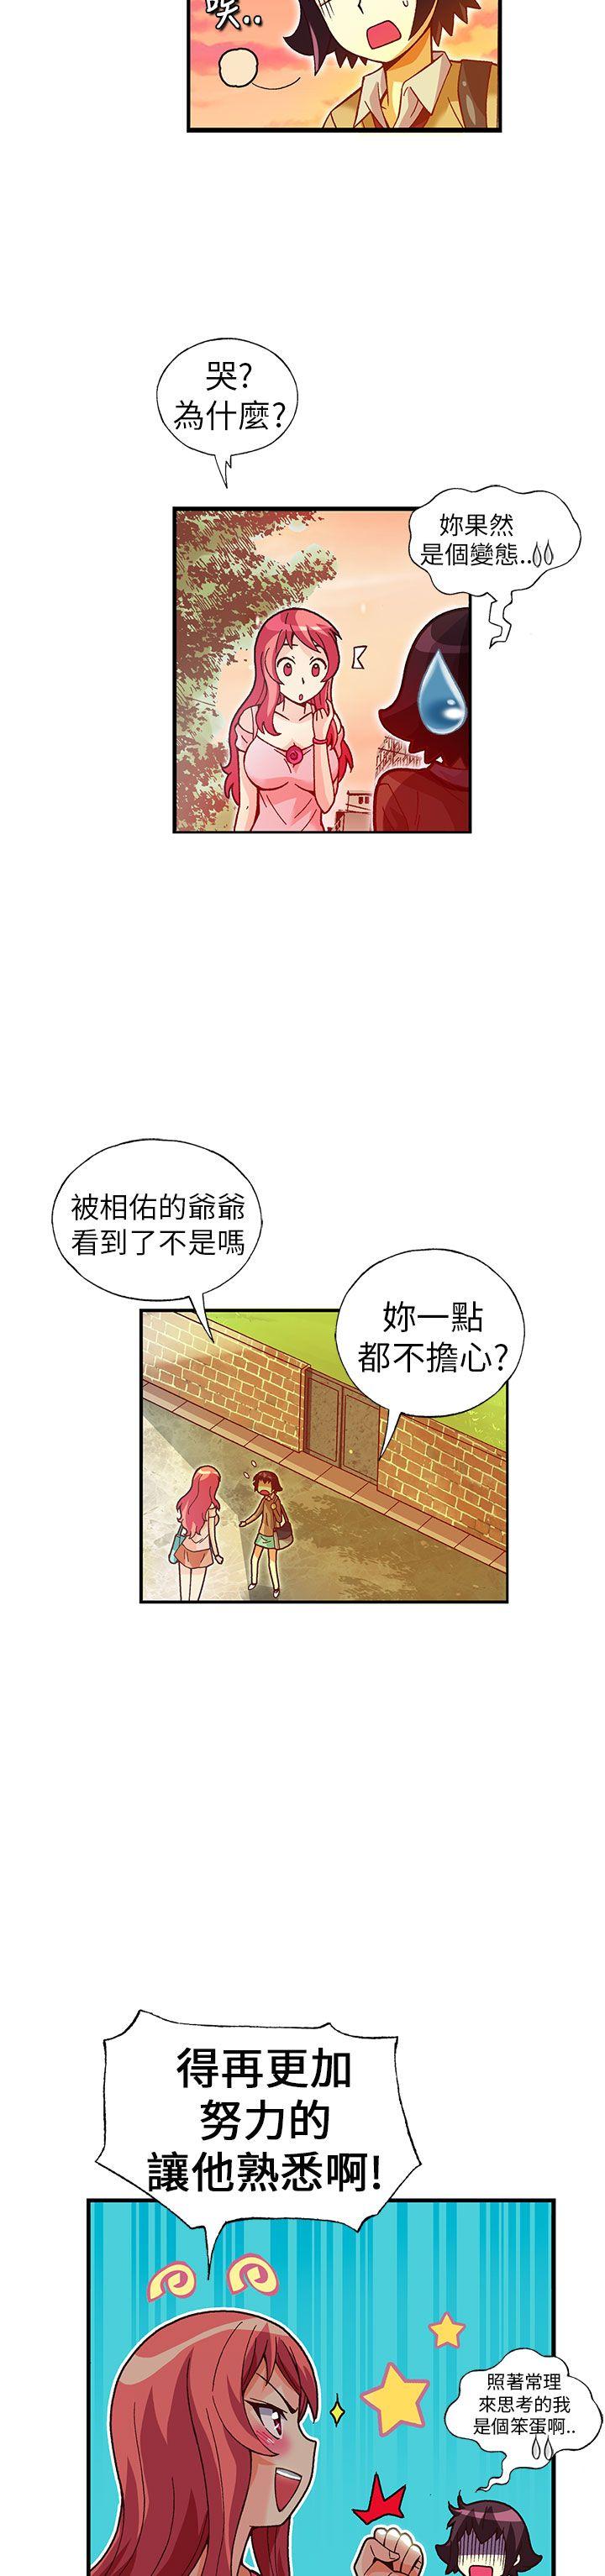 唉..
哭?
為什麼?
妳果然
是個變態..
被相佑的爺爺
看到了不是嗎
妳一點
都不擔心?
得再更加
努力的
讓他熟悉啊!
照著常理
來思考的我
是個笨蛋啊..